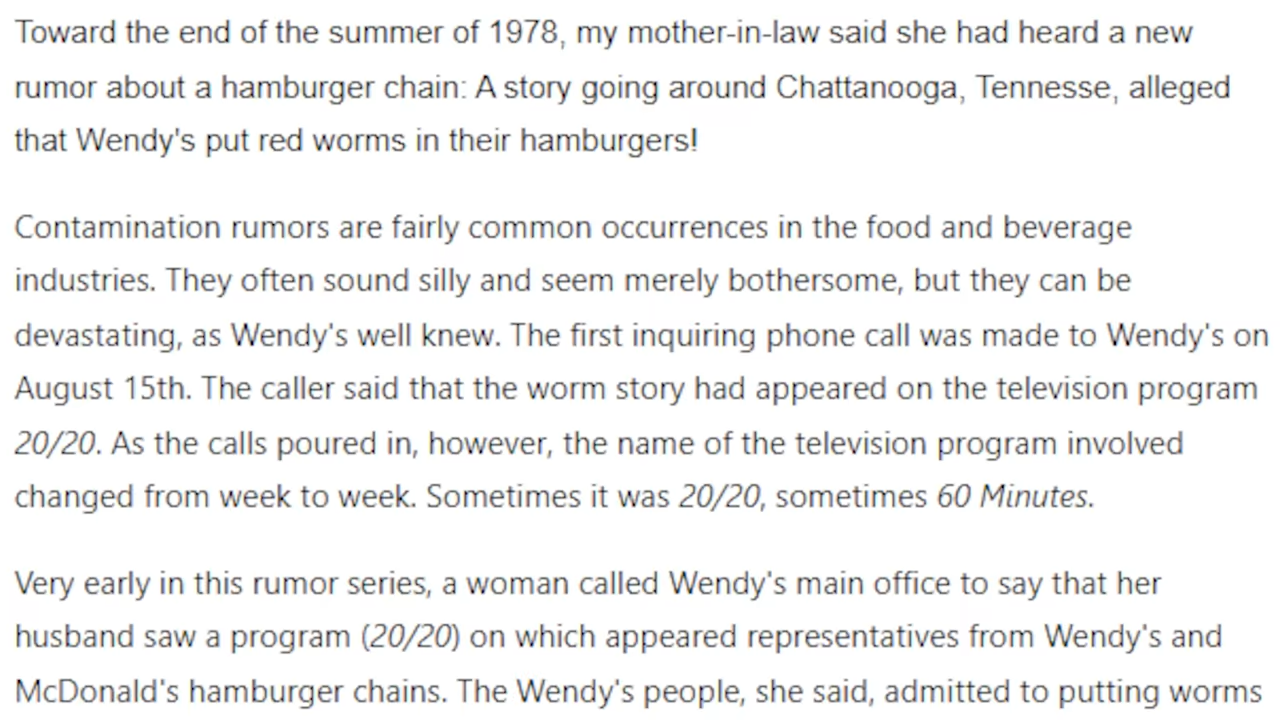 Toward the end of the summer of 1978, my mother-in-law said she had heard a new
rumor about a hamburger chain: A story going around Chattanooga, Tennesse, alleged
that Wendy's put red worms in their hamburgers!
Contamination rumors are fairly common occurrences in the food and beverage
industries. They often sound silly and seem merely bothersome, but they can be
devastating, as Wendy's well knew. The first inquiring phone call was made to Wendy's on
August 15th. The caller said that the worm story had appeared on the television program
20/20. As the calls poured in, however, the name of the television program involved
changed from week to week. Sometimes it was 20/20, sometimes 60 Minutes.
Very early in this rumor series, a woman called Wendy's main office to say that her
husband saw a program (20/20) on which appeared representatives from Wendy's and
McDonald's hamburger chains. The Wendy's people, she said, admitted to putting worms